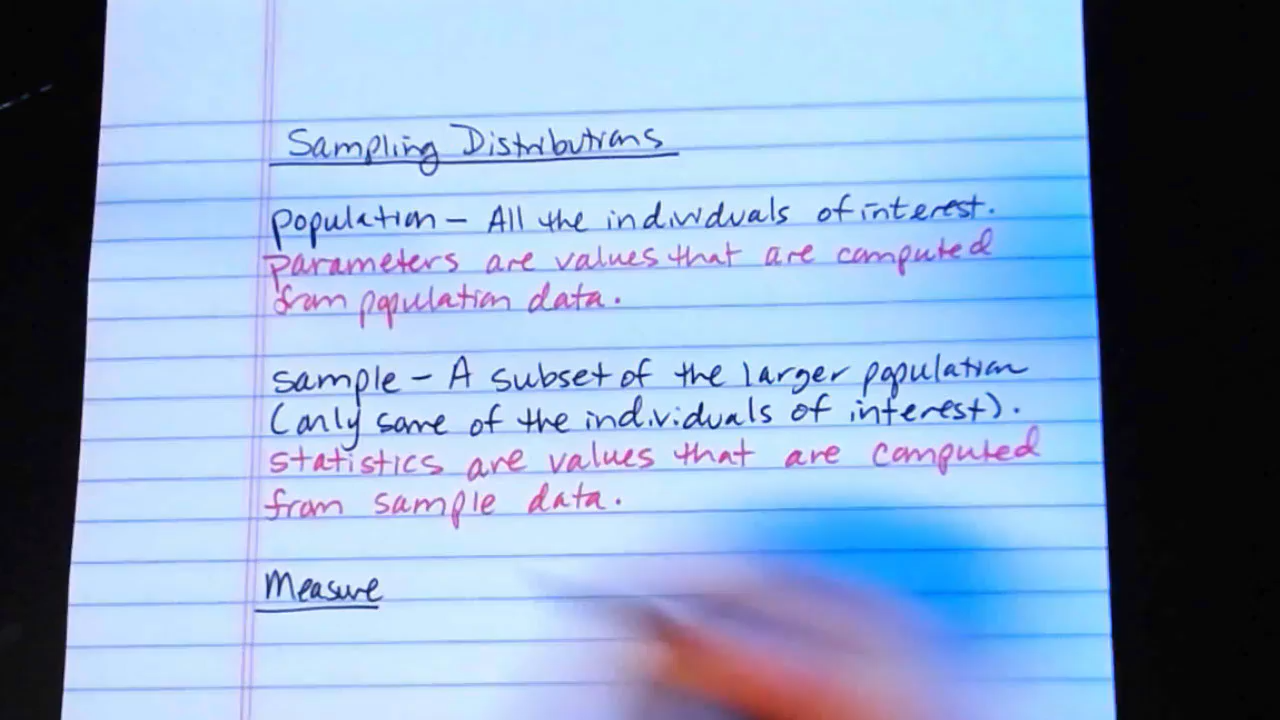 Sampling Distributions
population - All the individuals of interest.
parameters are values that are computed
from population data.
sample - A subset of the larger population
(only some of the individuals of interest).
statistics are values that are computed
from sample data.
Measure